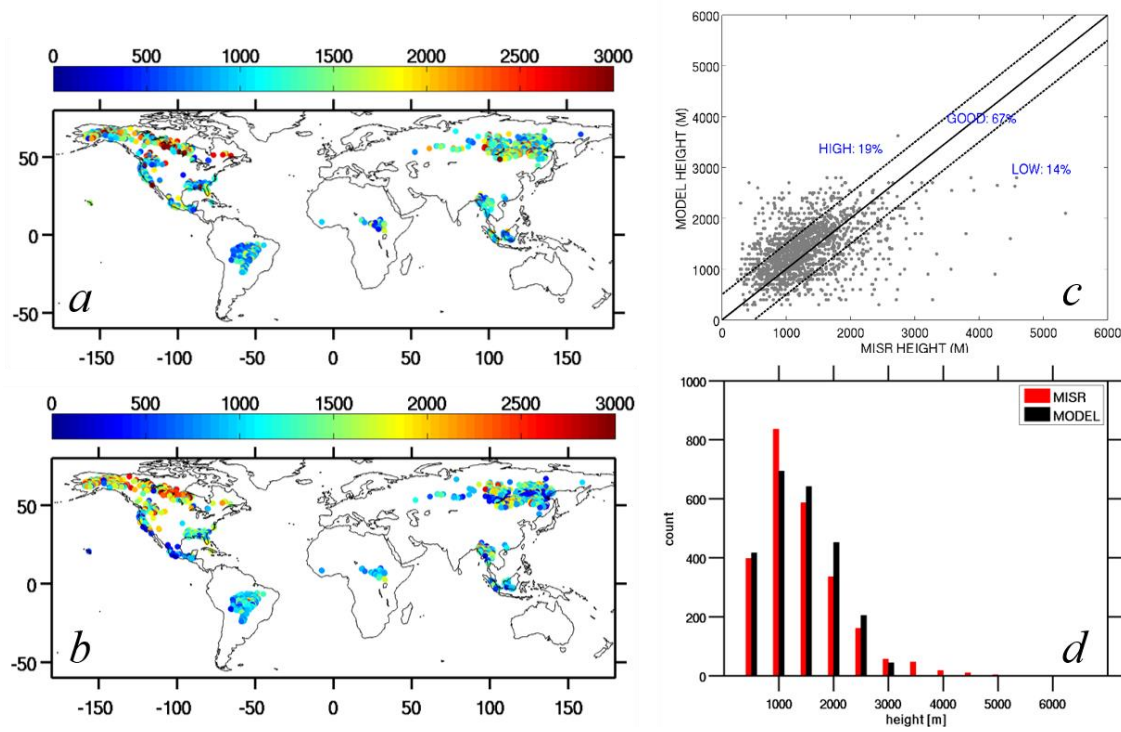 0 500 1000 1500 2000 2500 3000
50
0
-50
a
-150 -100 -50 0 50 100 150
0 500 1000 1500 2000 2500 3000
50
0
-50
b
-150 -100 -50 0 50 100 150
6000
5000
4000
3000
2000
1000
0
MODEL HEIGHT (M)
GOOD: 67%
HIGH: 19%
LOW: 14%
c
0 1000 2000 3000 4000 5000 6000
MISR HEIGHT (M)
1000
800
600
400
200
0
count
MISR
MODEL
d
1000 2000 3000 4000 5000 6000
height [m]